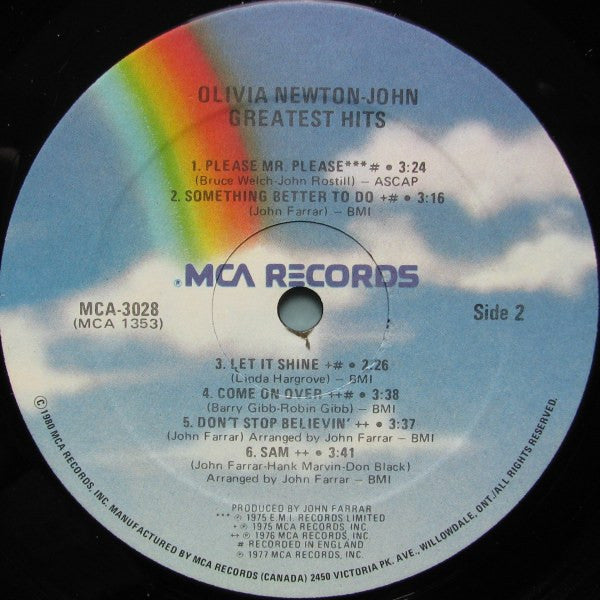 OLIVIA NEWTON-JOHN
GREATEST HITS
1. PLEASE MR. PLEASE***# • 3:24
(Bruce Welch-John Rostill) – ASCAP
2. SOMETHING BETTER TO DO +# • 3:16
(John Farrar) – BMI
® MCA RECORDS
MCA-3028
(MCA 1353)
Side 2
3. LET IT SHINE +# • 2:26
(Linda Hargrove) – BMI
4. COME ON OVER ++# • 3:38
(Barry Gibb-Robin Gibb) – BMI
5. DON'T STOP BELIEVIN' ++ • 3:37
(John Farrar) Arranged by John Farrar – BMI
6. SAM ++ • 3:41
(John Farrar-Hank Marvin-Don Black)
Arranged by John Farrar – BMI
PRODUCED BY JOHN FARRAR
*** ℗ 1975 E.M.I. RECORDS LIMITED
+ ℗ 1975 MCA RECORDS, INC.
++ ℗ 1976 MCA RECORDS, INC.
# RECORDED IN ENGLAND
℗ 1977 MCA RECORDS, INC.
© 1980 MCA RECORDS, INC. MANUFACTURED BY MCA RECORDS (CANADA) 2450 VICTORIA PK. AVE., WILLOWDALE, ONT./ALL RIGHTS RESERVED.